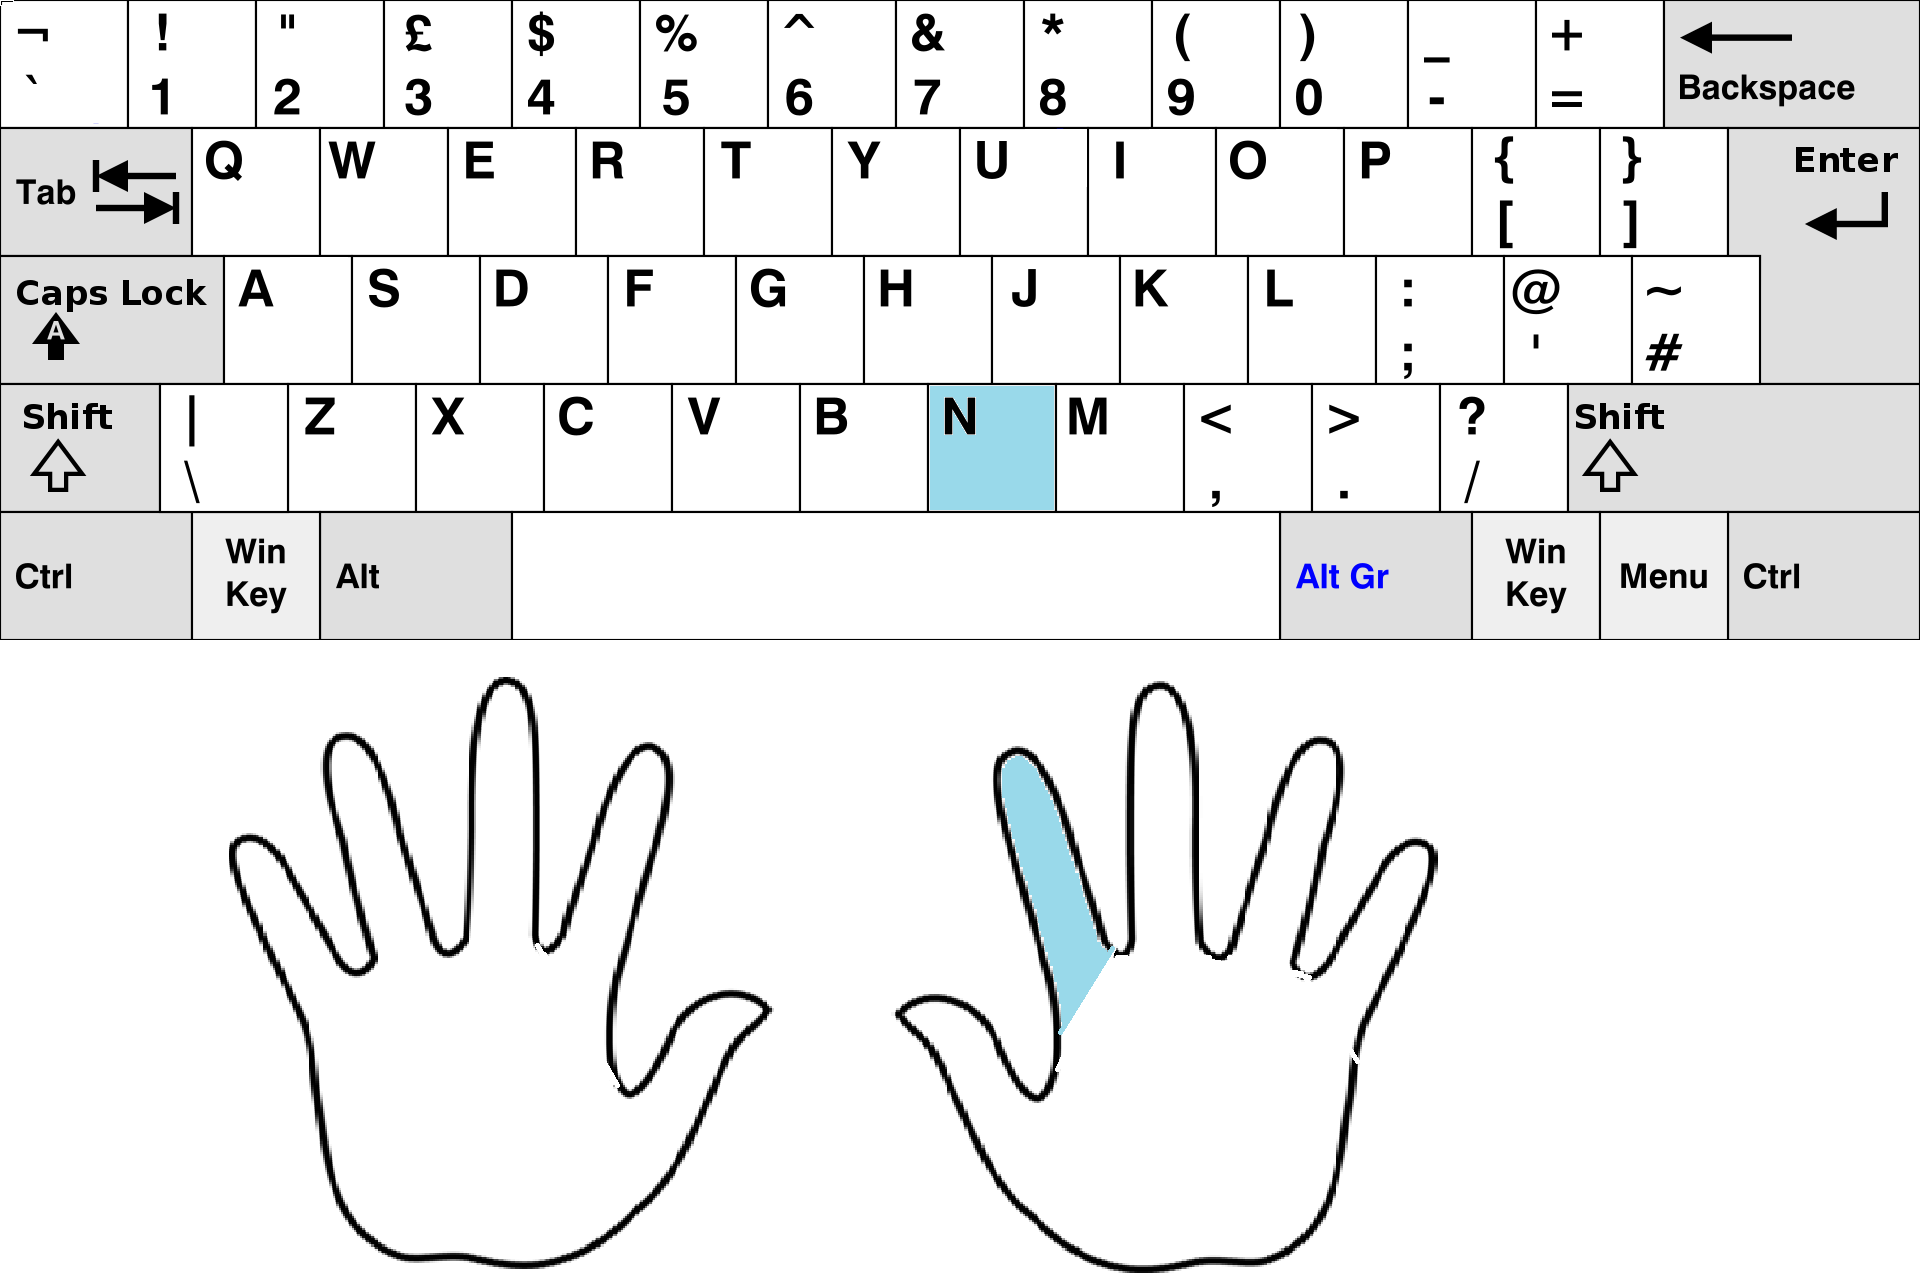 ¬ ! " £ $ % ^ & * ( ) _ +
` 1 2 3 4 5 6 7 8 9 0 - = Backspace
Tab Q W E R T Y U I O P { } Enter
[ ]
Caps Lock A S D F G H J K L : @ ~
A ; ' #
Shift | Z X C V B N M < > ? Shift
\ , . /
Ctrl Win Key Alt Alt Gr Win Key Menu Ctrl